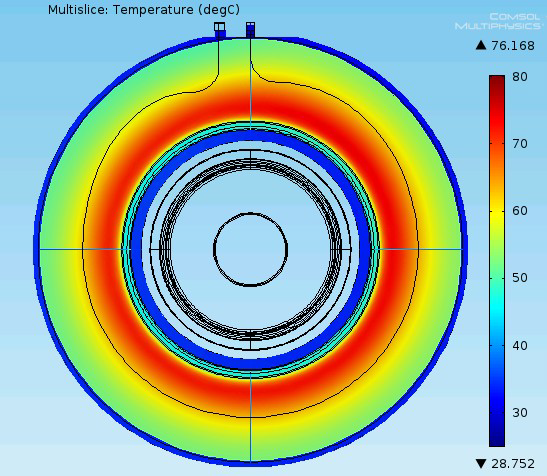 Multislice: Temperature (degC)
COMSOL
MULTIPHYSICS
▲ 76.168
80
70
60
50
40
30
▼ 28.752